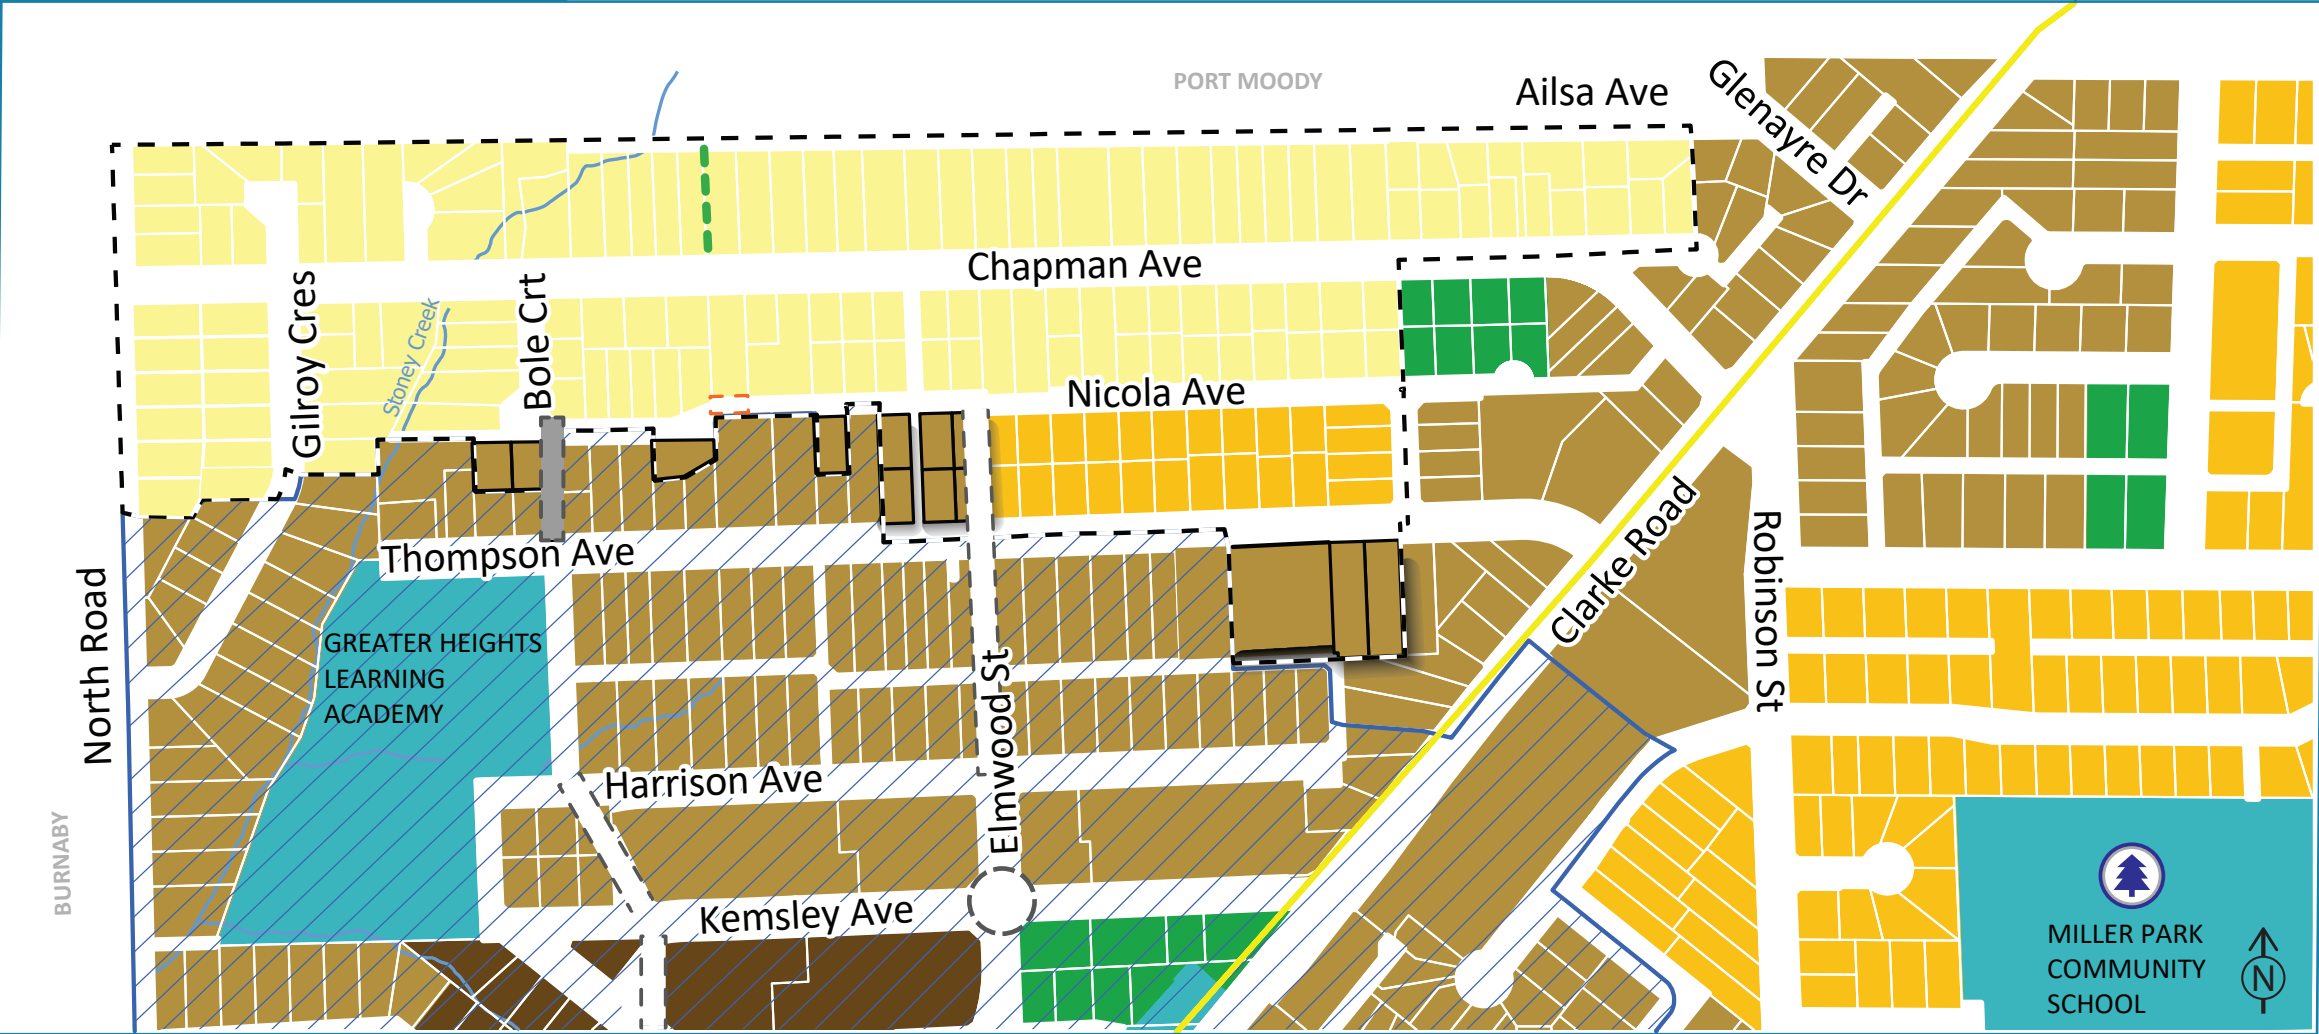 PORT MOODY
Ailsa Ave
Glenayre Dr
Chapman Ave
Gilroy Cres
Stoney Creek
Bole Crt
Nicola Ave
Thompson Ave
Clarke Road
Robinson St
North Road
GREATER HEIGHTS
LEARNING
ACADEMY
Elmwood St
Harrison Ave
BURNABY
Kemsley Ave
MILLER PARK
COMMUNITY
SCHOOL
N